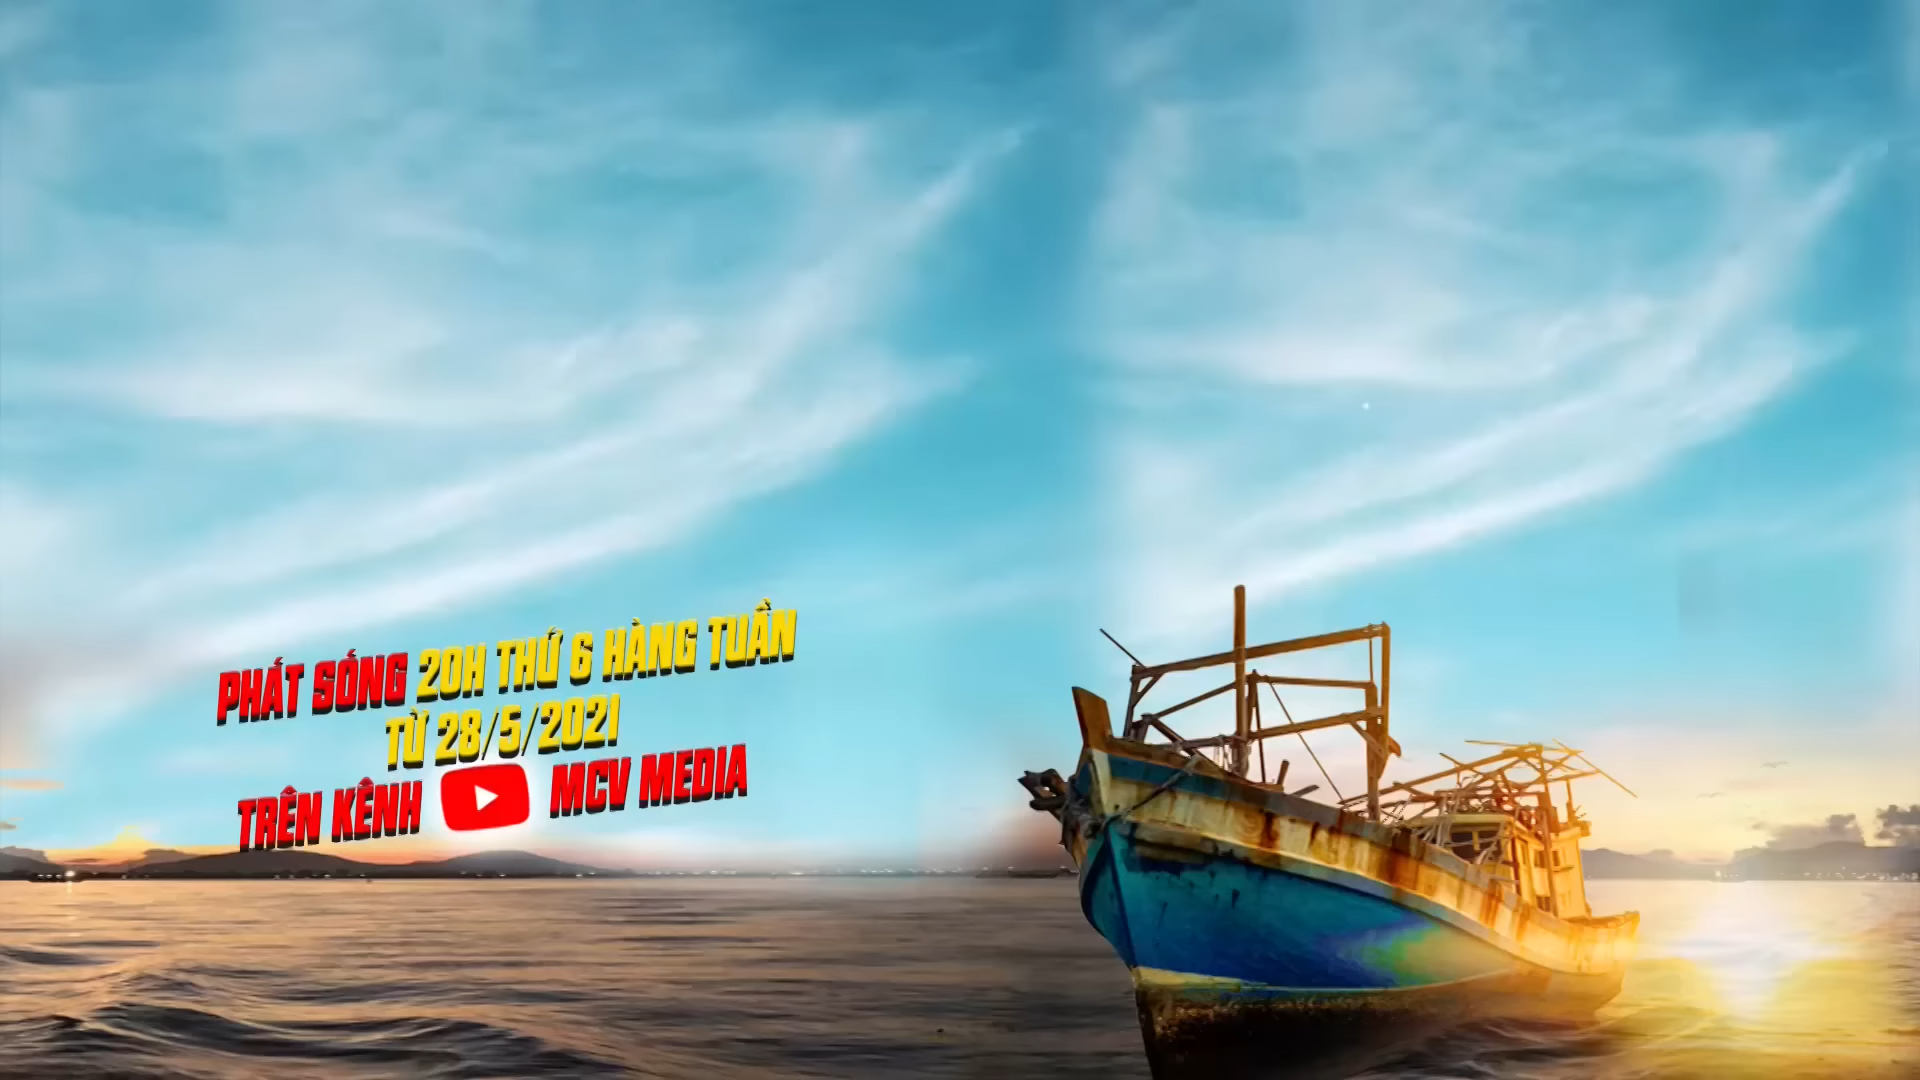 PHÁT SÓNG 20H THỨ 6 HÀNG TUẦN
TỪ 28/5/2021
TRÊN KÊNH MCV MEDIA